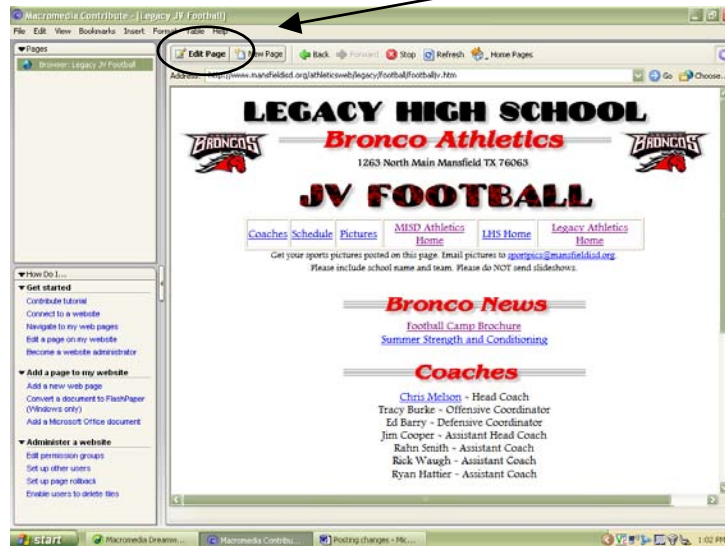 Macromedia Contribute - [Legacy JV Football]
File Edit View Bookmarks Insert Format Table Help
Pages
Browser: Legacy JV Football
Edit Page New Page Back Forward Stop Refresh Home Pages
Address: http://www.mansfieldisd.org/athleticsweb/legacy/football/footballjv.htm Go Choose...
LEGACY HIGH SCHOOL
BRONCOS
Bronco Athletics
BRONCOS
1263 North Main Mansfield TX 76063
JV FOOTBALL
Coaches Schedule Pictures MISD Athletics Home LHS Home Legacy Athletics Home
Get your sports pictures posted on this page. Email pictures to sportpics@mansfieldisd.org.
Please include school name and team. Please do NOT send slideshows.
Bronco News
Football Camp Brochure
Summer Strength and Conditioning
Coaches
Chris Melson ~ Head Coach
Tracy Burke ~ Offensive Coordinator
Ed Barry ~ Defensive Coordinator
Jim Cooper ~ Assistant Head Coach
Rahn Smith ~ Assistant Coach
Rick Waugh ~ Assistant Coach
Ryan Hattier ~ Assistant Coach
How Do I...
Get started
Contribute tutorial
Connect to a website
Navigate to my web pages
Edit a page on my website
Become a website administrator
Add a page to my website
Add a new web page
Convert a document to FlashPaper
(Windows only)
Add a Microsoft Office document
Administer a website
Edit permission groups
Set up other users
Set up page rollback
Enable users to delete files
start Macromedia Dreamw... Macromedia Contribu... Posting changes - Mic... 1:02 PM